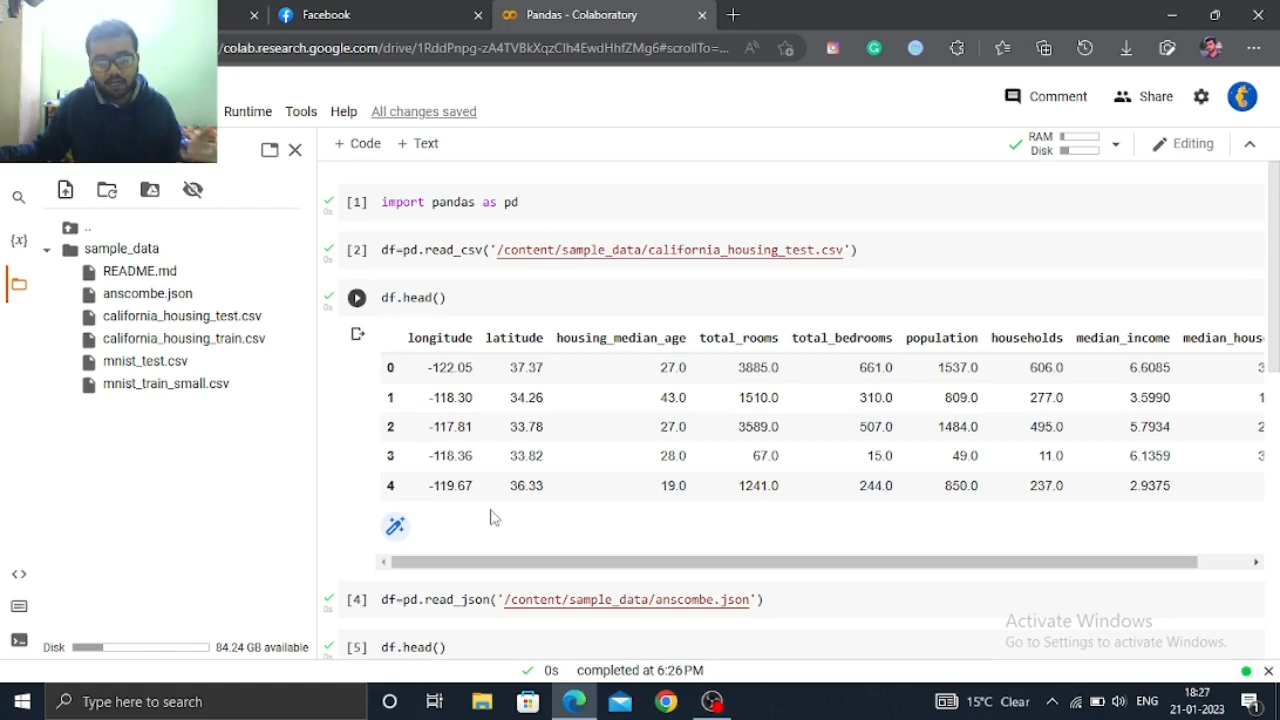 Facebook
Pandas - Colaboratory
/colab.research.google.com/drive/1RddPnpg-zA4TVBkXqzClh4EwdHhfZMg6#scrollTo=...
Runtime Tools Help All changes saved
Comment Share
+ Code + Text
RAM
Disk
Editing
..
sample_data
README.md
anscombe.json
california_housing_test.csv
california_housing_train.csv
mnist_test.csv
mnist_train_small.csv
{x}
<>
Disk 84.24 GB available
0s [1] import pandas as pd
0s [2] df=pd.read_csv('/content/sample_data/california_housing_test.csv')
0s df.head()
longitude latitude housing_median_age total_rooms total_bedrooms population households median_income median_hous
0 -122.05 37.37 27.0 3885.0 661.0 1537.0 606.0 6.6085 3
1 -118.30 34.26 43.0 1510.0 310.0 809.0 277.0 3.5990 1
2 -117.81 33.78 27.0 3589.0 507.0 1484.0 495.0 5.7934 2
3 -118.36 33.82 28.0 67.0 15.0 49.0 11.0 6.1359 3
4 -119.67 36.33 19.0 1241.0 244.0 850.0 237.0 2.9375
0s [4] df=pd.read_json('/content/sample_data/anscombe.json')
[5] df.head()
Activate Windows
Go to Settings to activate Windows.
0s completed at 6:26 PM
Type here to search
15°C Clear
ENG
18:27
21-01-2023
1